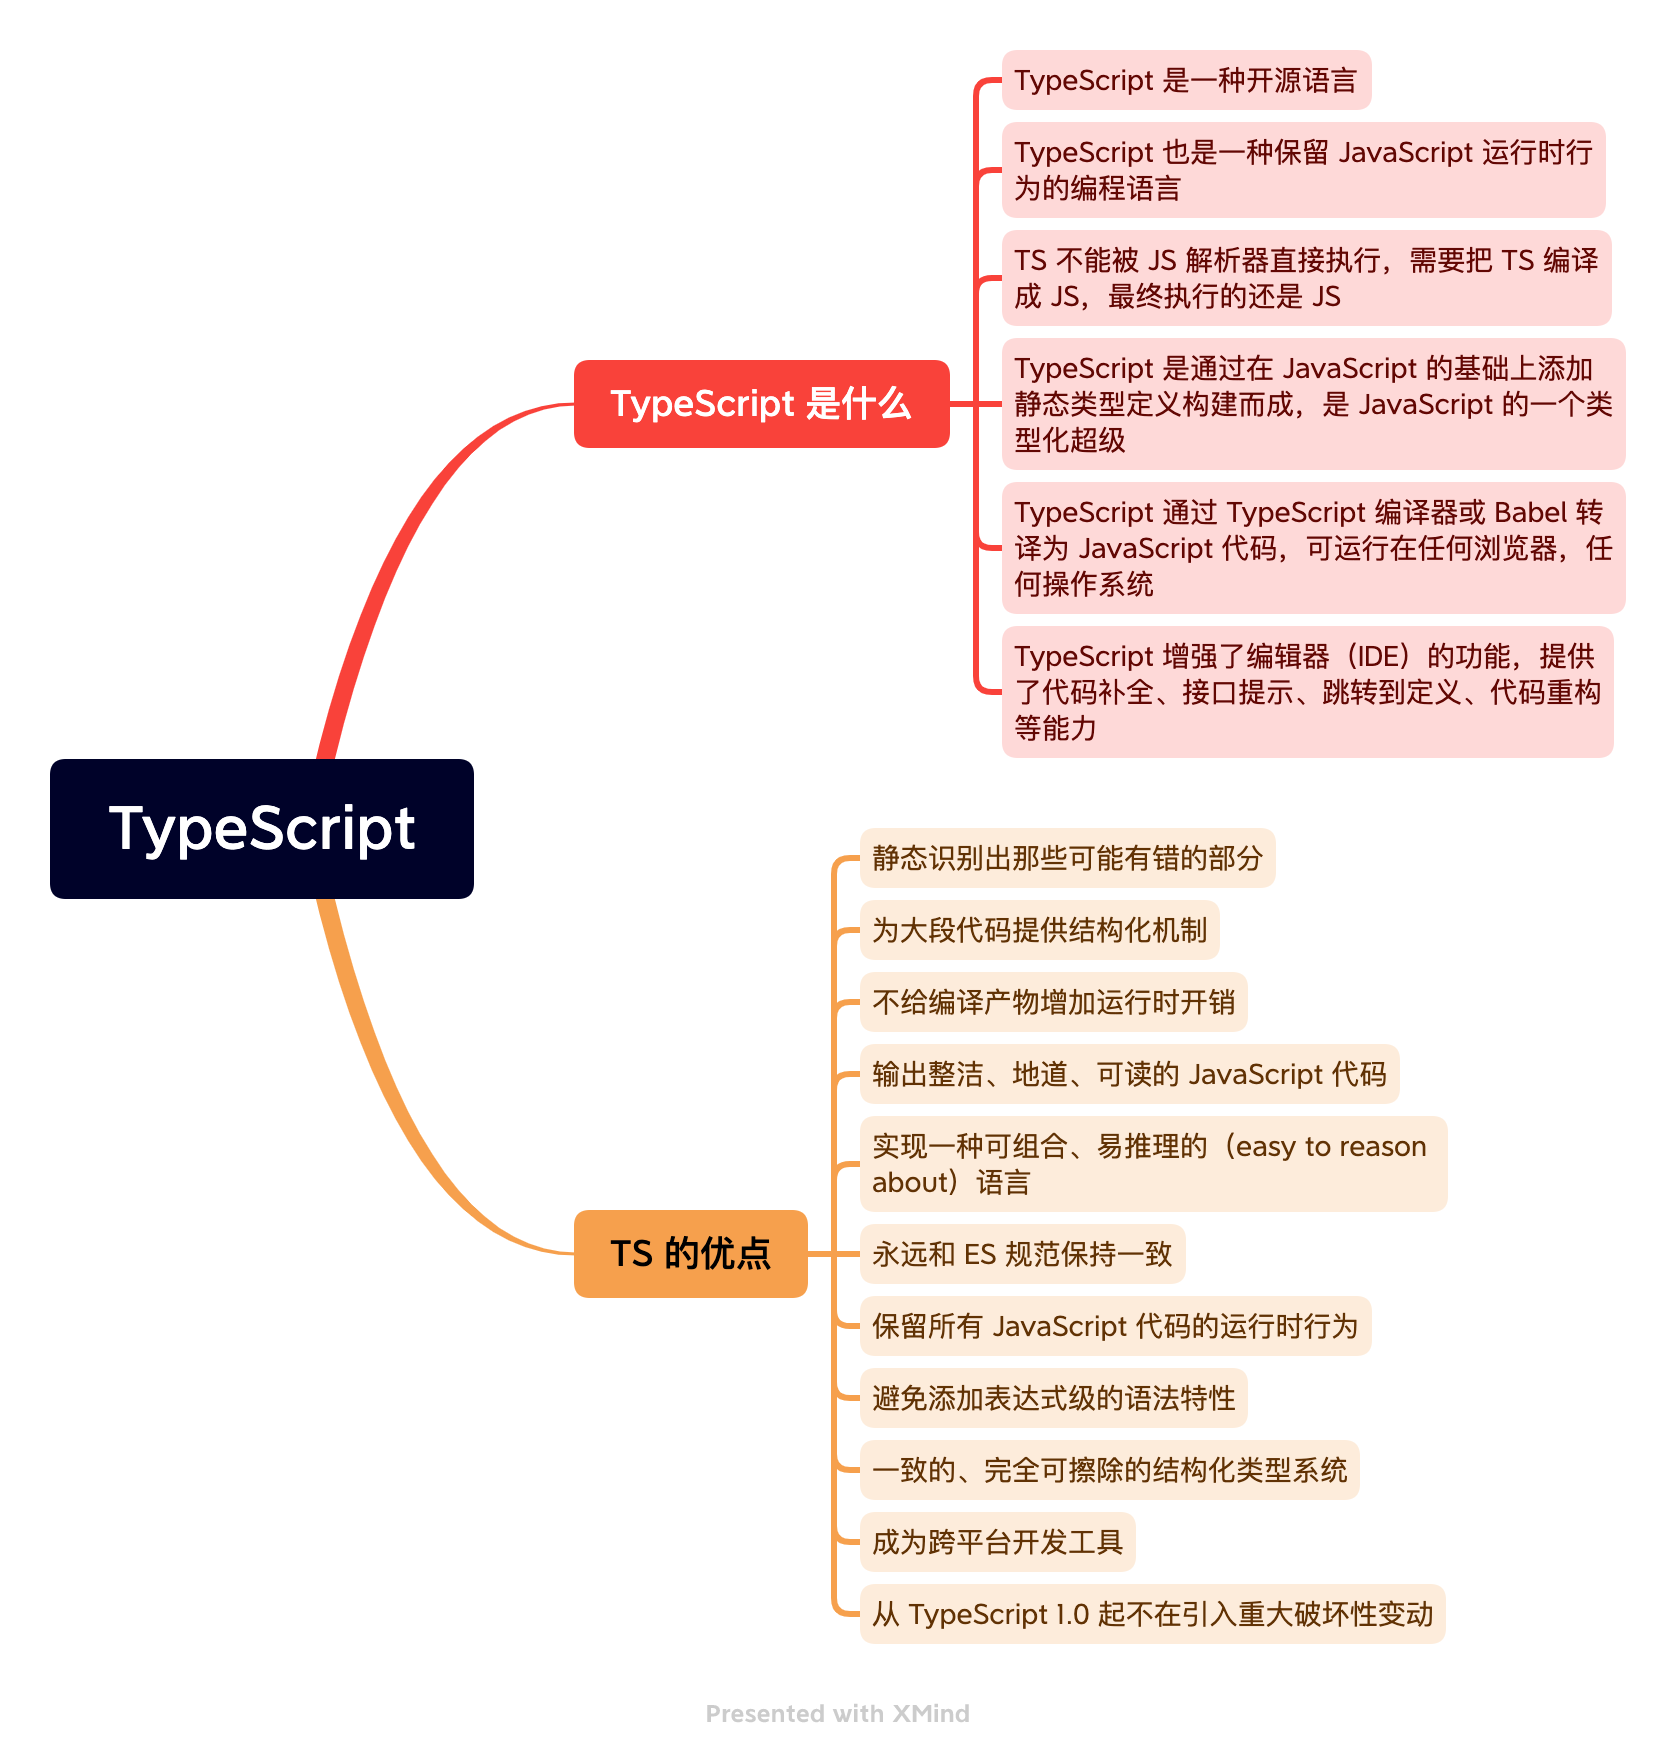 TypeScript 是一种开源语言
TypeScript 也是一种保留 JavaScript 运行时行
为的编程语言
TS 不能被 JS 解析器直接执行，需要把 TS 编译
成 JS，最终执行的还是 JS
TypeScript 是什么
TypeScript 是通过在 JavaScript 的基础上添加
静态类型定义构建而成，是 JavaScript 的一个类
型化超级
TypeScript 通过 TypeScript 编译器或 Babel 转
译为 JavaScript 代码，可运行在任何浏览器，任
何操作系统
TypeScript 增强了编辑器（IDE）的功能，提供
了代码补全、接口提示、跳转到定义、代码重构
等能力
TypeScript
静态识别出那些可能有错的部分
为大段代码提供结构化机制
不给编译产物增加运行时开销
输出整洁、地道、可读的 JavaScript 代码
实现一种可组合、易推理的（easy to reason
about）语言
TS 的优点
永远和 ES 规范保持一致
保留所有 JavaScript 代码的运行时行为
避免添加表达式级的语法特性
一致的、完全可擦除的结构化类型系统
成为跨平台开发工具
从 TypeScript 1.0 起不在引入重大破坏性变动
Presented with XMind